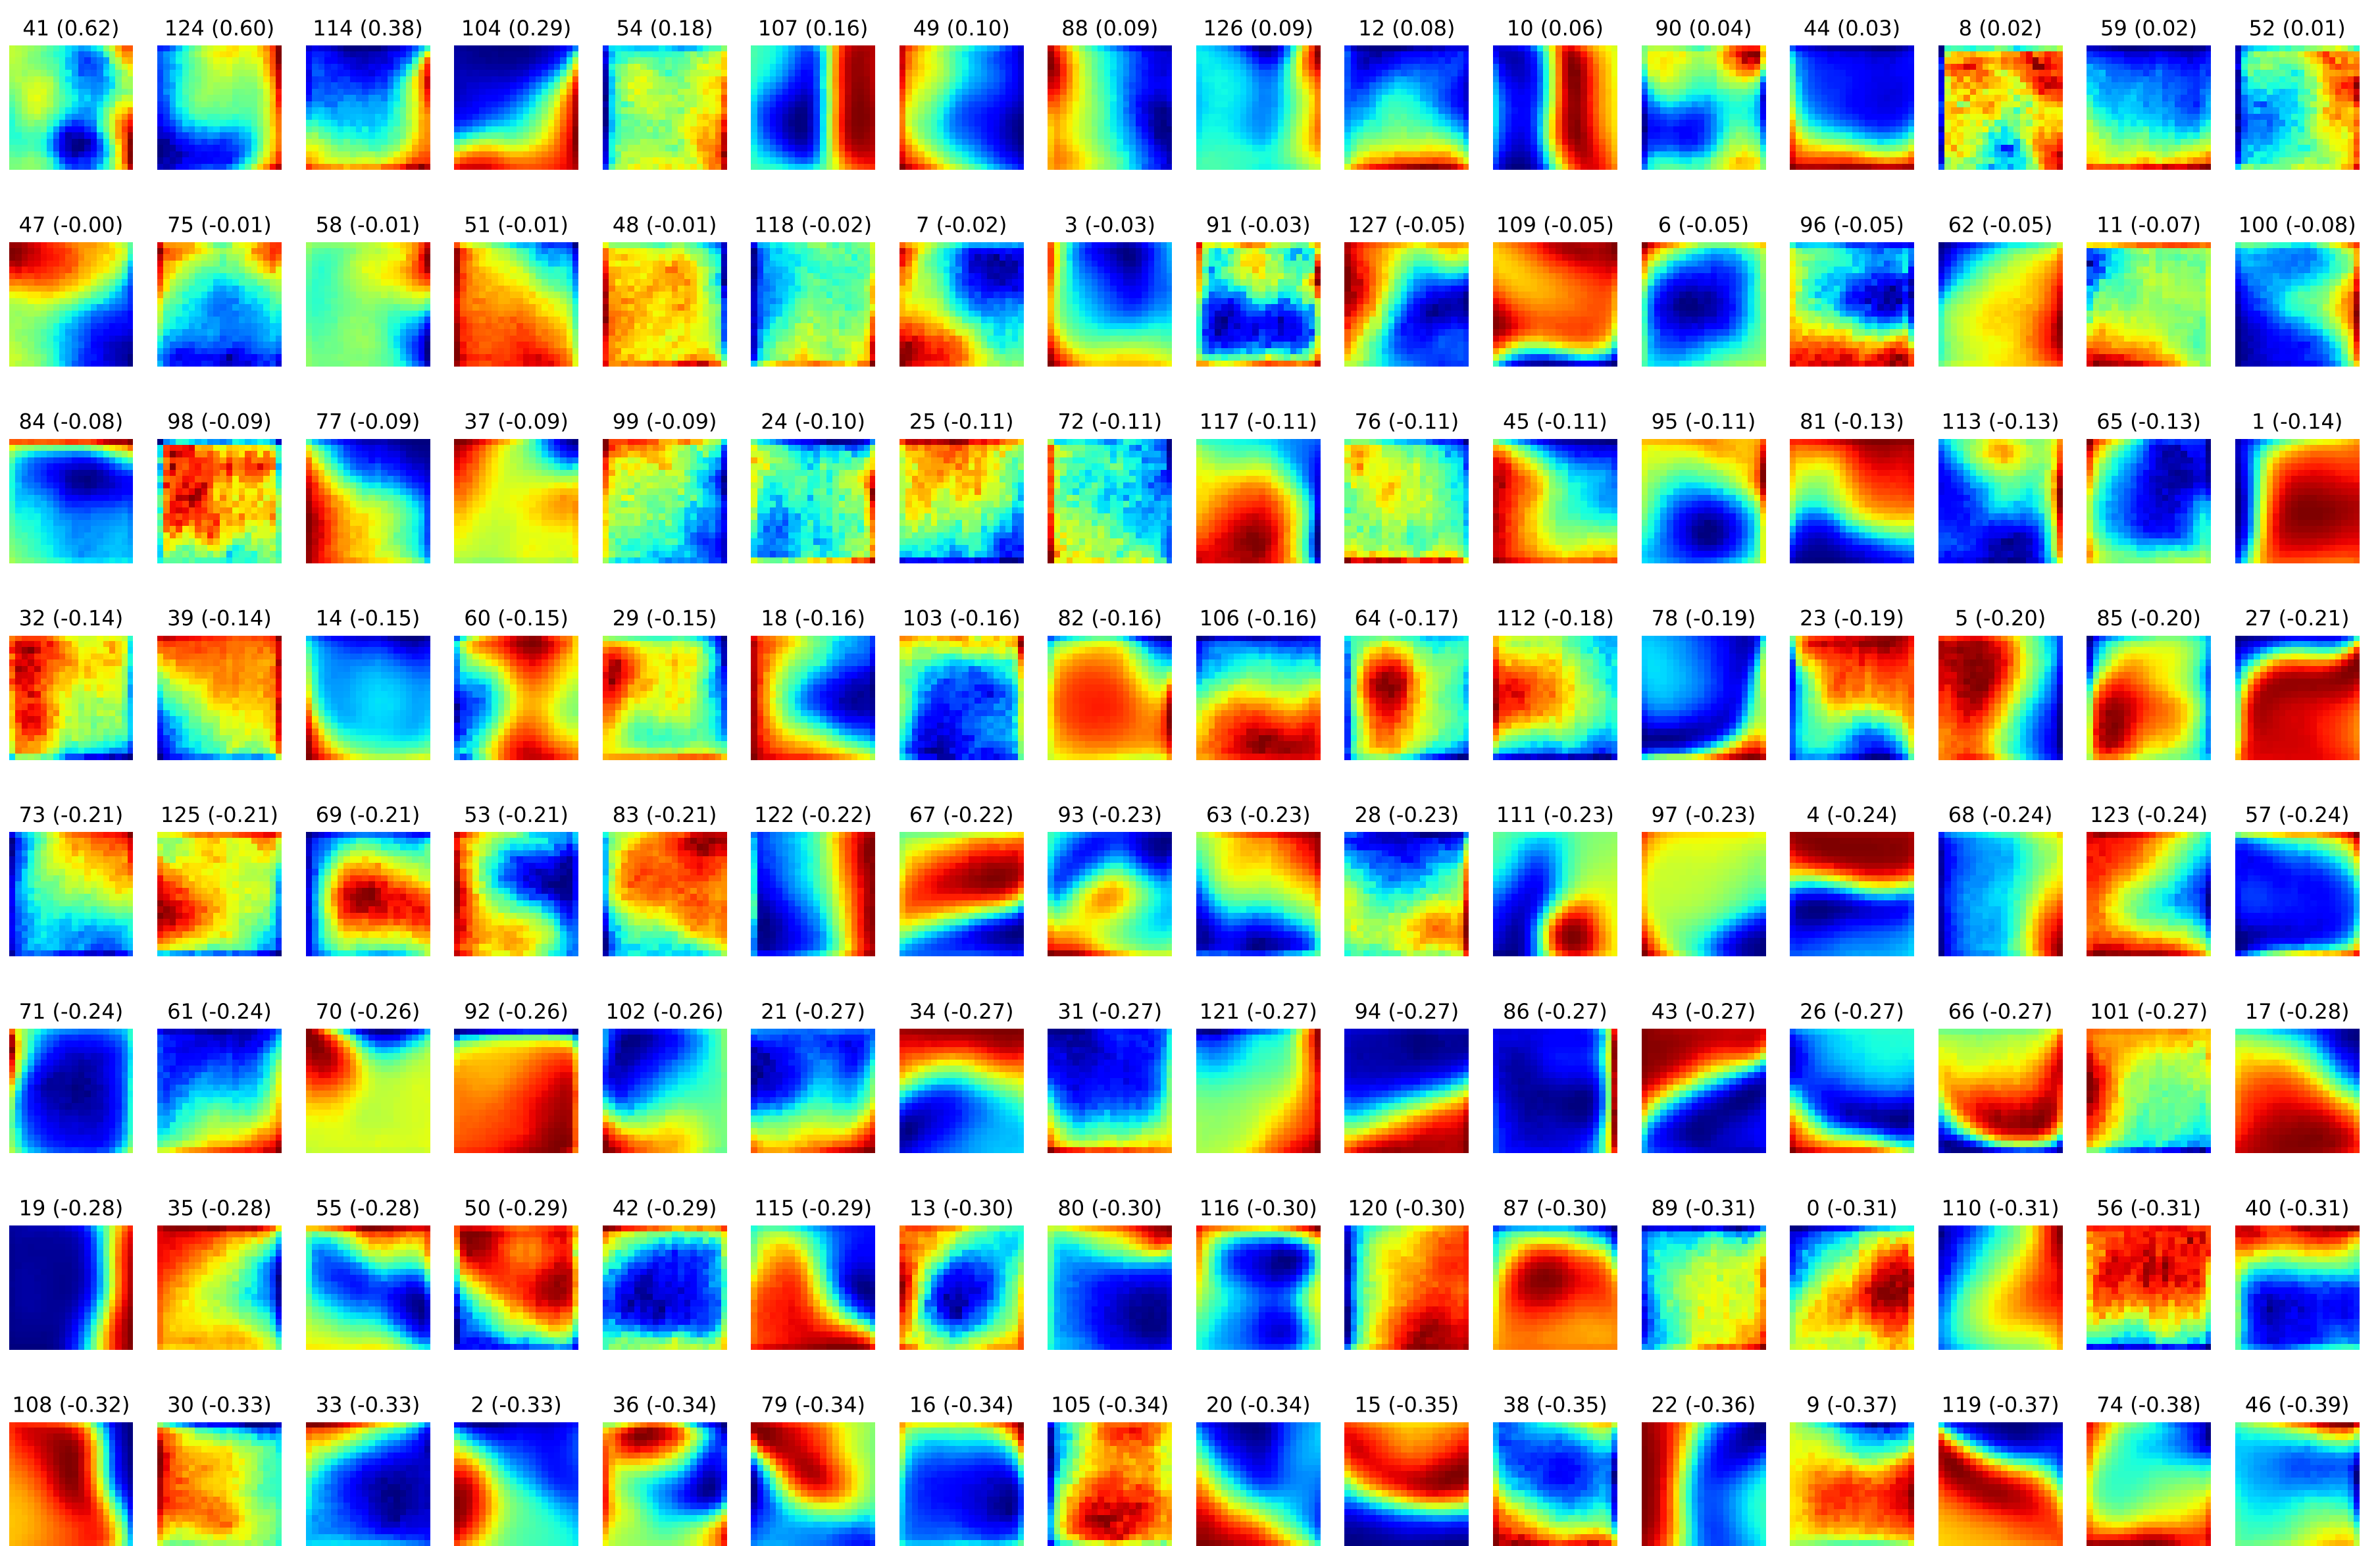 41 (0.62) 124 (0.60) 114 (0.38) 104 (0.29) 54 (0.18) 107 (0.16) 49 (0.10) 88 (0.09) 126 (0.09) 12 (0.08) 10 (0.06) 90 (0.04) 44 (0.03) 8 (0.02) 59 (0.02) 52 (0.01)
47 (-0.00) 75 (-0.01) 58 (-0.01) 51 (-0.01) 48 (-0.01) 118 (-0.02) 7 (-0.02) 3 (-0.03) 91 (-0.03) 127 (-0.05) 109 (-0.05) 6 (-0.05) 96 (-0.05) 62 (-0.05) 11 (-0.07) 100 (-0.08)
84 (-0.08) 98 (-0.09) 77 (-0.09) 37 (-0.09) 99 (-0.09) 24 (-0.10) 25 (-0.11) 72 (-0.11) 117 (-0.11) 76 (-0.11) 45 (-0.11) 95 (-0.11) 81 (-0.13) 113 (-0.13) 65 (-0.13) 1 (-0.14)
32 (-0.14) 39 (-0.14) 14 (-0.15) 60 (-0.15) 29 (-0.15) 18 (-0.16) 103 (-0.16) 82 (-0.16) 106 (-0.16) 64 (-0.17) 112 (-0.18) 78 (-0.19) 23 (-0.19) 5 (-0.20) 85 (-0.20) 27 (-0.21)
73 (-0.21) 125 (-0.21) 69 (-0.21) 53 (-0.21) 83 (-0.21) 122 (-0.22) 67 (-0.22) 93 (-0.23) 63 (-0.23) 28 (-0.23) 111 (-0.23) 97 (-0.23) 4 (-0.24) 68 (-0.24) 123 (-0.24) 57 (-0.24)
71 (-0.24) 61 (-0.24) 70 (-0.26) 92 (-0.26) 102 (-0.26) 21 (-0.27) 34 (-0.27) 31 (-0.27) 121 (-0.27) 94 (-0.27) 86 (-0.27) 43 (-0.27) 26 (-0.27) 66 (-0.27) 101 (-0.27) 17 (-0.28)
19 (-0.28) 35 (-0.28) 55 (-0.28) 50 (-0.29) 42 (-0.29) 115 (-0.29) 13 (-0.30) 80 (-0.30) 116 (-0.30) 120 (-0.30) 87 (-0.30) 89 (-0.31) 0 (-0.31) 110 (-0.31) 56 (-0.31) 40 (-0.31)
108 (-0.32) 30 (-0.33) 33 (-0.33) 2 (-0.33) 36 (-0.34) 79 (-0.34) 16 (-0.34) 105 (-0.34) 20 (-0.34) 15 (-0.35) 38 (-0.35) 22 (-0.36) 9 (-0.37) 119 (-0.37) 74 (-0.38) 46 (-0.39)